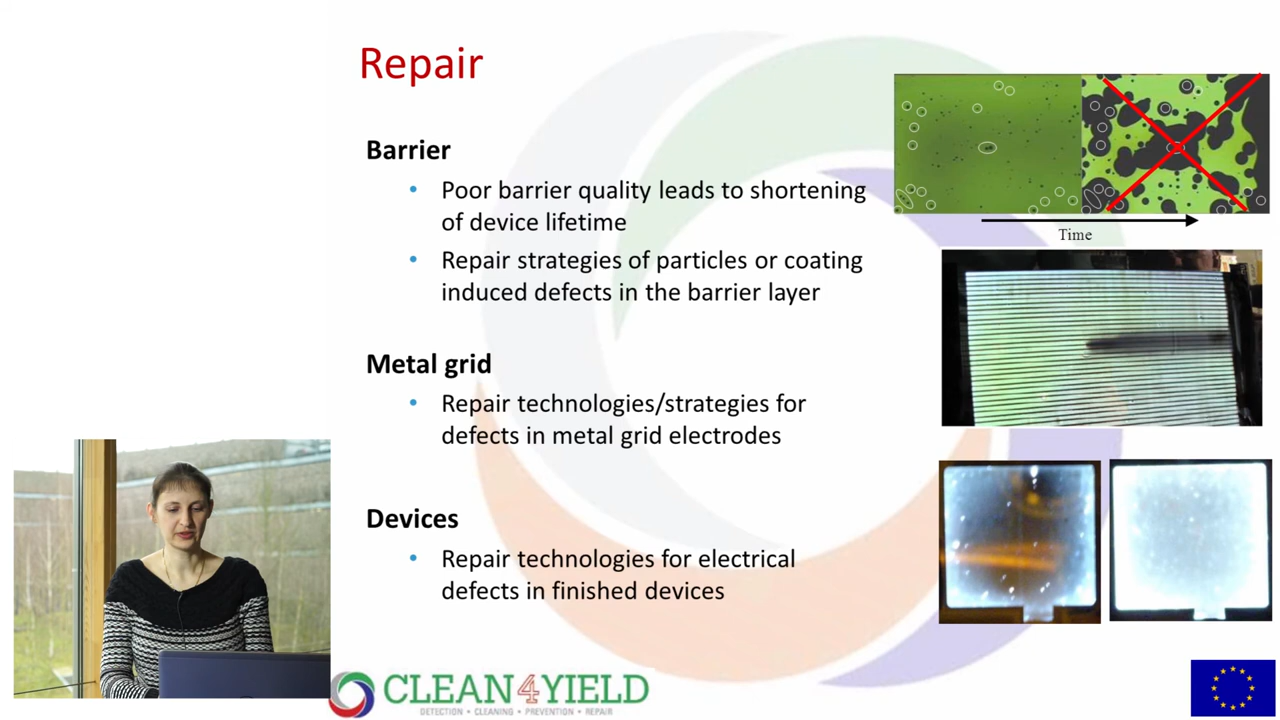 Repair
Barrier
• Poor barrier quality leads to shortening
of device lifetime
• Repair strategies of particles or coating
induced defects in the barrier layer
Metal grid
• Repair technologies/strategies for
defects in metal grid electrodes
Devices
• Repair technologies for electrical
defects in finished devices
Time
CLEAN4YIELD
DETECTION • CLEANING • PREVENTION • REPAIR